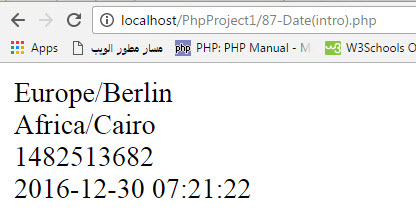 localhost/PhpProject1/87-Date(intro).php
Apps مسار مطور الويب php PHP: PHP Manual - M W3Schools O
Europe/Berlin
Africa/Cairo
1482513682
2016-12-30 07:21:22